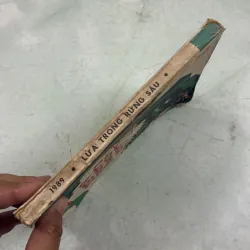 1989 • LỬA TRONG RỪNG SÂU •